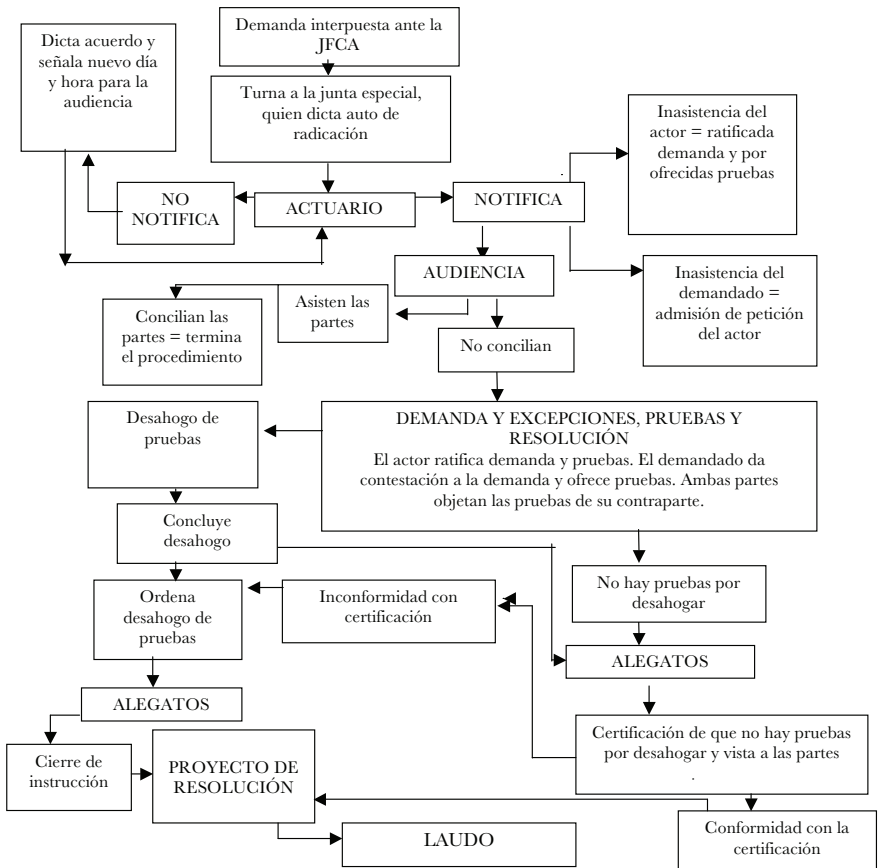 Demanda interpuesta ante la
JFCA
Dicta acuerdo y
señala nuevo día
y hora para la
audiencia
Turna a la junta especial,
quien dicta auto de
radicación
Inasistencia del
actor = ratificada
demanda y por
ofrecidas pruebas
NO
NOTIFICA
ACTUARIO
NOTIFICA
AUDIENCIA
Inasistencia del
demandado =
admisión de petición
del actor
Asisten las
partes
Concilian las
partes = termina
el procedimiento
No concilian
Desahogo de
pruebas
DEMANDA Y EXCEPCIONES, PRUEBAS Y
RESOLUCIÓN
El actor ratifica demanda y pruebas. El demandado da
contestación a la demanda y ofrece pruebas. Ambas partes
objetan las pruebas de su contraparte.
Concluye
desahogo
No hay pruebas por
desahogar
Ordena
desahogo de
pruebas
Inconformidad con
certificación
ALEGATOS
ALEGATOS
Certificación de que no hay pruebas
por desahogar y vista a las partes
.
Cierre de
instrucción
PROYECTO DE
RESOLUCIÓN
LAUDO
Conformidad con la
certificación